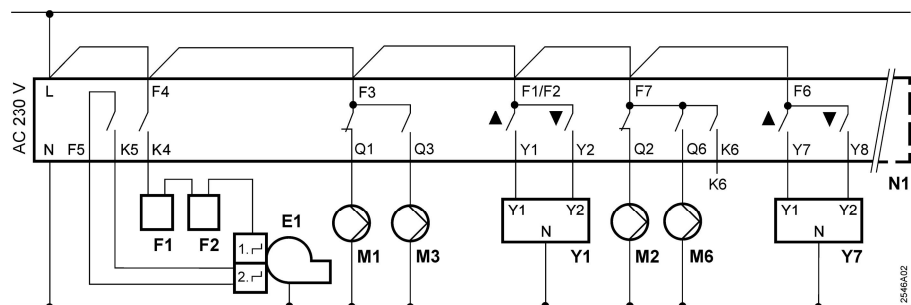 AC 230 V
L F4 F3 F1/F2 F7 F6
N F5 K5 K4 Q1 Q3 Y1 Y2 Q2 Q6 K6 Y7 Y8
K6
N1
Y1 Y2 Y1 Y2
N N
F1 F2 E1 M1 M3 Y1 M2 M6 Y7
1.
2.
2546A02